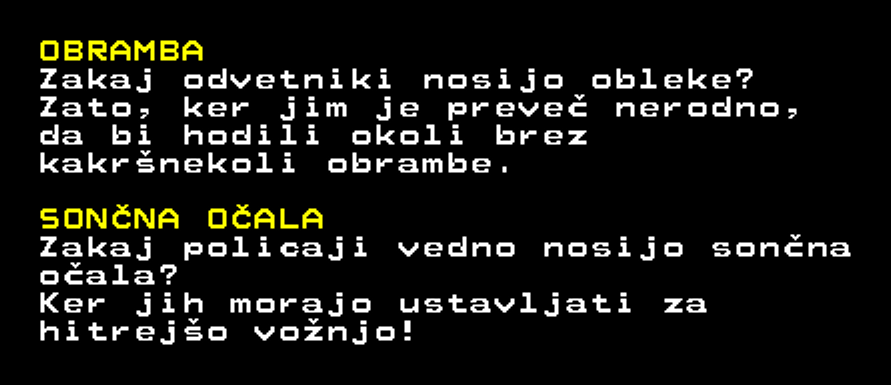 OBRAMBA
Zakaj odvetniki nosijo obleke?
Zato, ker jim je preveč nerodno,
da bi hodili okoli brez
kakršnekoli obrambe.
SONČNA OČALA
Zakaj policaji vedno nosijo sončna
očala?
Ker jih morajo ustavljati za
hitrejšo vožnjo!